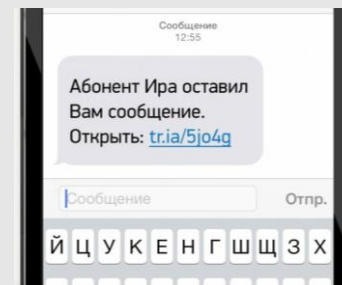 Сообщение
12:55
Абонент Ира оставил
Вам сообщение.
Открыть: tr.ia/5jo4g
Сообщение
Отпр.
Й Ц У К Е Н Г Ш Щ З Х